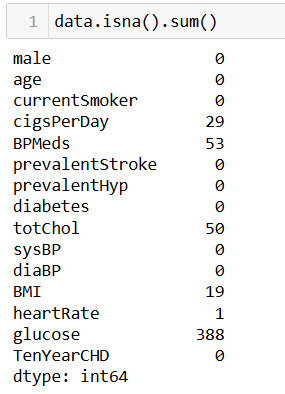 1 data.isna().sum()
male 0
age 0
currentSmoker 0
cigsPerDay 29
BPMeds 53
prevalentStroke 0
prevalentHyp 0
diabetes 0
totChol 50
sysBP 0
diaBP 0
BMI 19
heartRate 1
glucose 388
TenYearCHD 0
dtype: int64